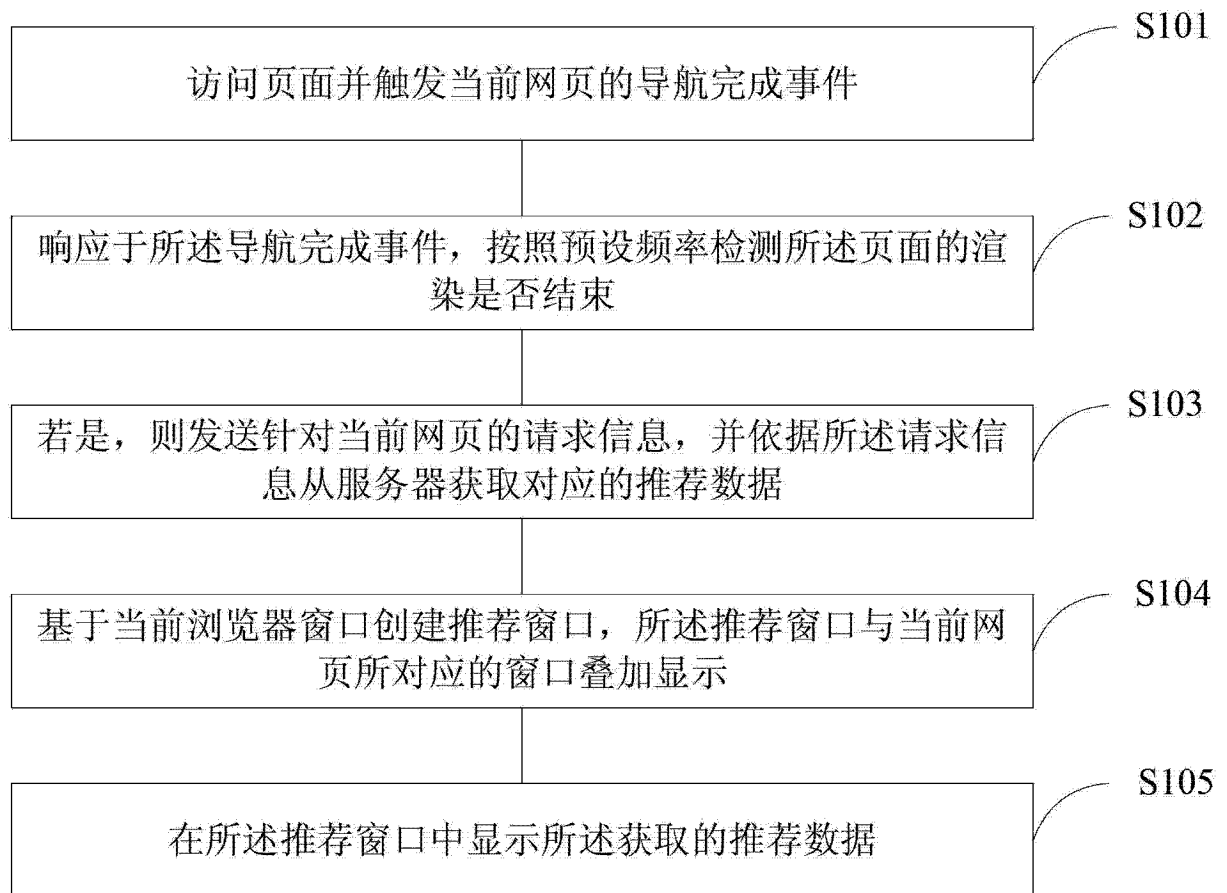 S101
访问页面并触发当前网页的导航完成事件
S102
响应于所述导航完成事件，按照预设频率检测所述页面的渲
染是否结束
S103
若是，则发送针对当前网页的请求信息，并依据所述请求信
息从服务器获取对应的推荐数据
S104
基于当前浏览器窗口创建推荐窗口，所述推荐窗口与当前网
页所对应的窗口叠加显示
S105
在所述推荐窗口中显示所述获取的推荐数据